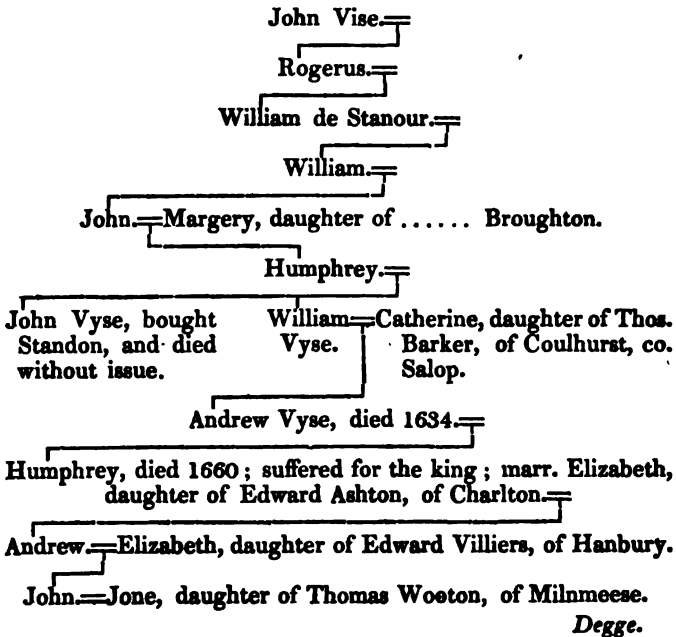 John Vise.
Rogerus.
William de Stanour.
William.
John. Margery, daughter of ...... Broughton.
Humphrey.
John Vyse, bought William Catherine, daughter of Thos.
Standon, and died Vyse. Barker, of Coulhurst, co.
without issue. Salop.
Andrew Vyse, died 1634.
Humphrey, died 1660; suffered for the king; marr. Elizabeth,
daughter of Edward Ashton, of Charlton.
Andrew. Elizabeth, daughter of Edward Villiers, of Hanbury.
John. Jone, daughter of Thomas Wooton, of Milnmeese.
Degge.